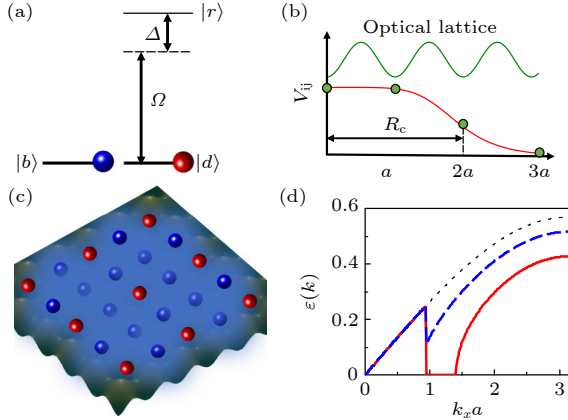 (a)
|r⟩
Δ
Ω
|b⟩
|d⟩
(b)
Optical lattice
V_ij
R_c
a
2a
3a
(c)
(d)
0.6
0.4
0.2
0
ε(k)
0
1
2
3
k_x a